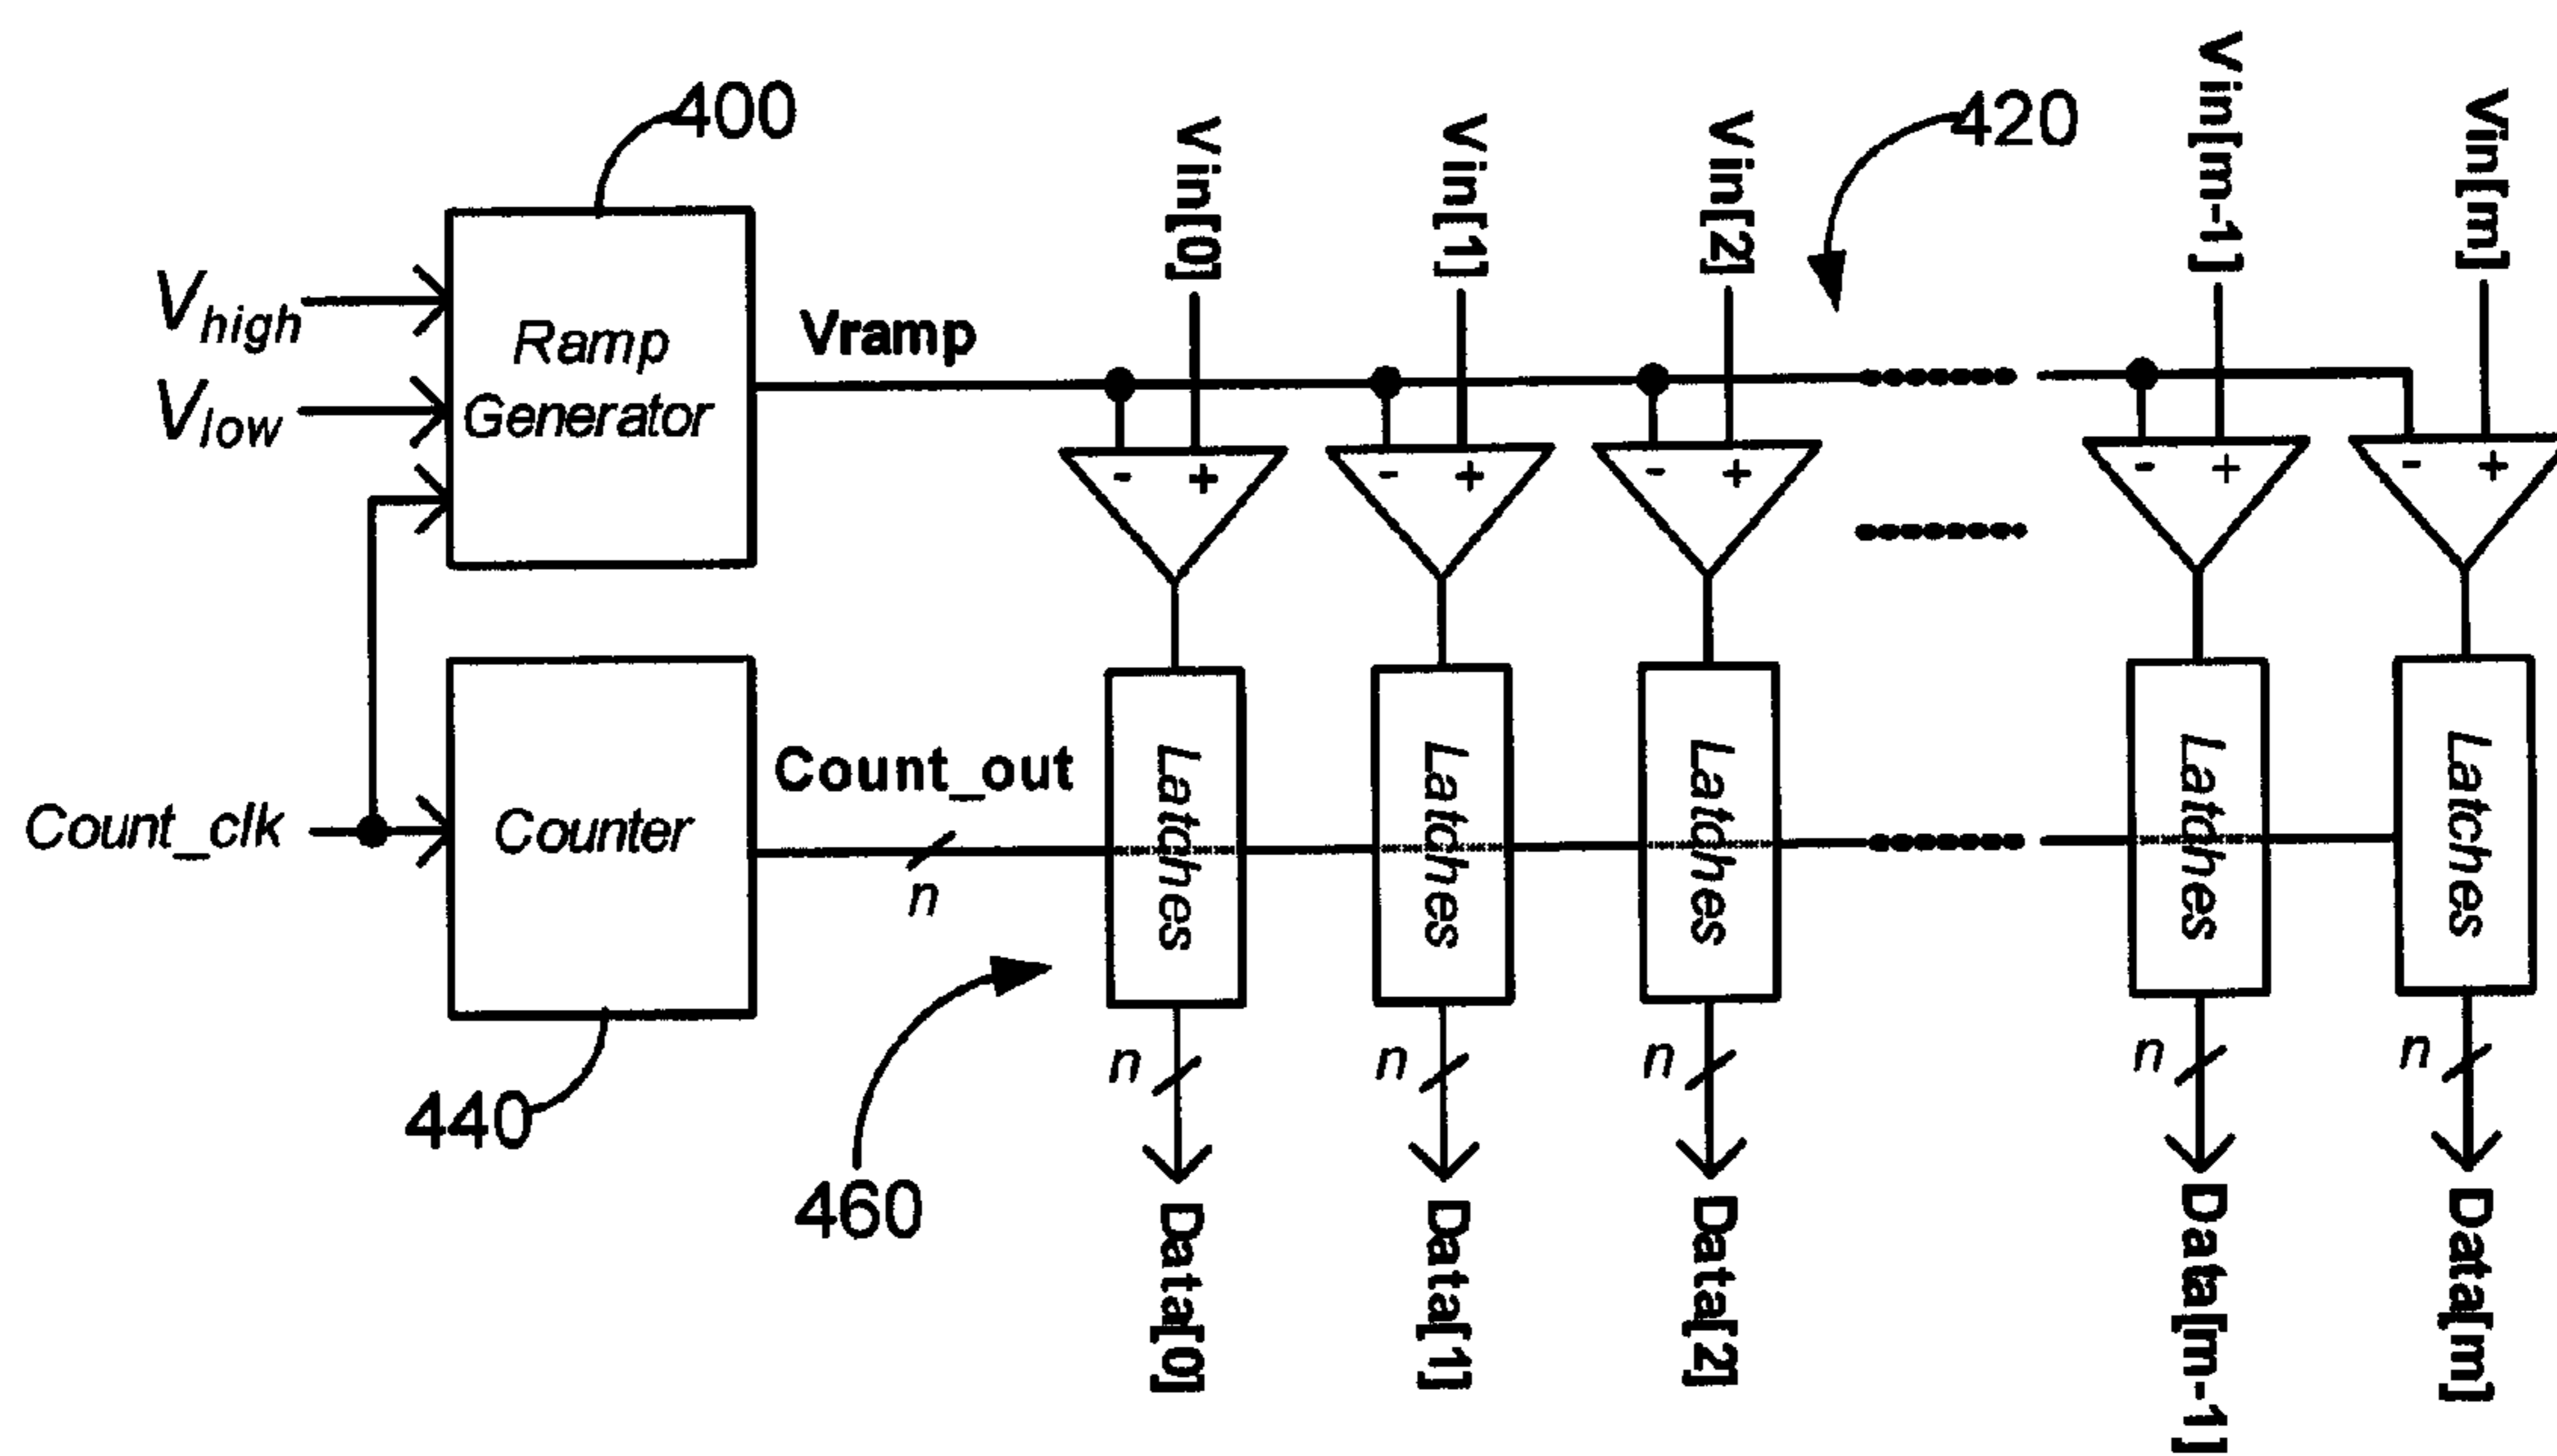 400
420
Vin[0]
Vin[1]
Vin[2]
Vin[m-1]
Vin[m]
Vhigh
Vlow
Ramp
Generator
Vramp
- +
- +
- +
- +
- +
Count_clk
Counter
Count_out
n
Latches
Latches
Latches
Latches
Latches
440
460
n
n
n
n
n
Data[0]
Data[1]
Data[2]
Data[m-1]
Data[m]